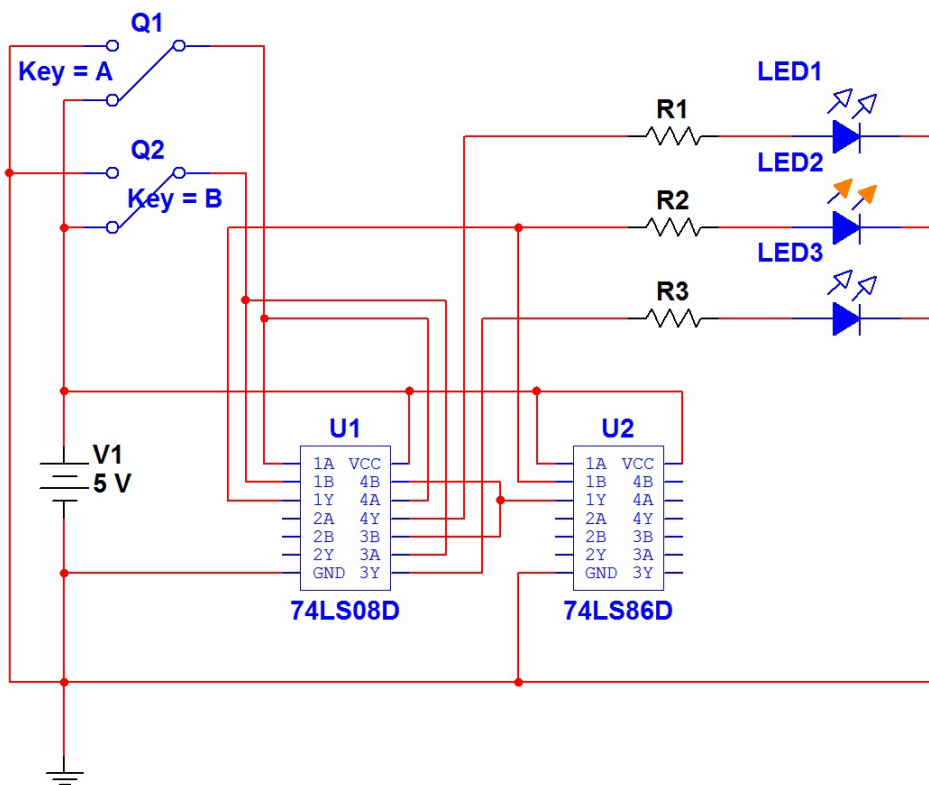 Q1
Key = A
Q2
Key = B
LED1
R1
LED2
R2
LED3
R3
V1
5 V
U1
1A VCC
1B 4B
1Y 4A
2A 4Y
2B 3B
2Y 3A
GND 3Y
74LS08D
U2
1A VCC
1B 4B
1Y 4A
2A 4Y
2B 3B
2Y 3A
GND 3Y
74LS86D